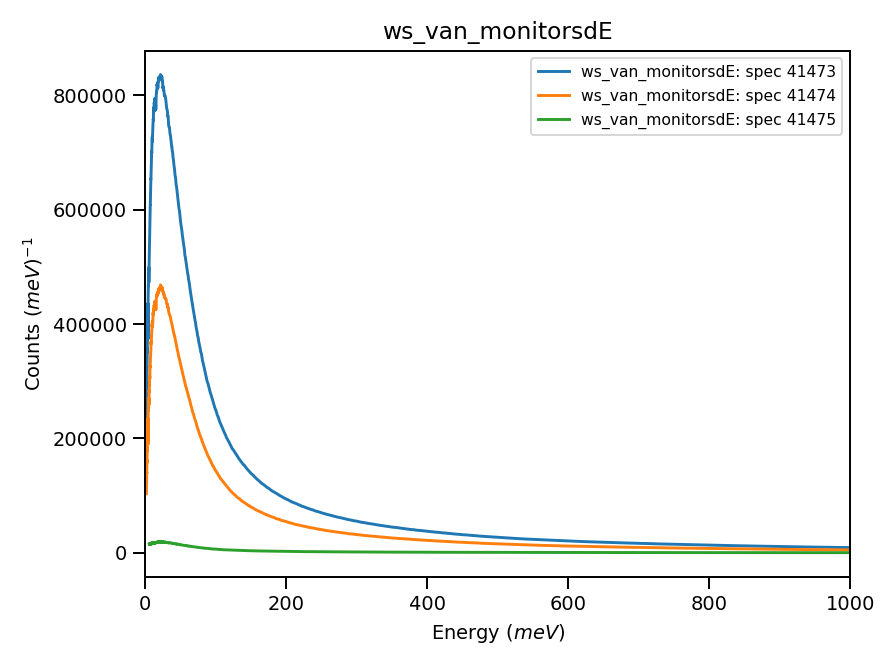 ws_van_monitorsdE
ws_van_monitorsdE: spec 41473
ws_van_monitorsdE: spec 41474
ws_van_monitorsdE: spec 41475
800000
600000
400000
200000
0
Counts (meV)⁻¹
0 200 400 600 800 1000
Energy (meV)